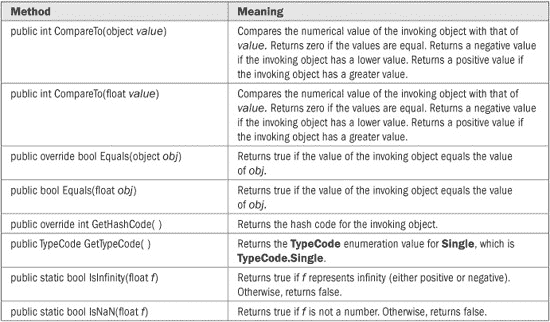 Method Meaning
public int CompareTo(object value) Compares the numerical value of the invoking object with that of
value. Returns zero if the values are equal. Returns a negative value
if the invoking object has a lower value. Returns a positive value if
the invoking object has a greater value.
public int CompareTo(float value) Compares the numerical value of the invoking object with that of
value. Returns zero if the values are equal. Returns a negative value
if the invoking object has a lower value. Returns a positive value if
the invoking object has a greater value.
public override bool Equals(object obj) Returns true if the value of the invoking object equals the value
of obj.
public bool Equals(float obj) Returns true if the value of the invoking object equals the value
of obj.
public override int GetHashCode( ) Returns the hash code for the invoking object.
public TypeCode GetTypeCode( ) Returns the TypeCode enumeration value for Single, which is
TypeCode.Single.
public static bool IsInfinity(float f) Returns true if f represents infinity (either positive or negative).
Otherwise, returns false.
public static bool IsNaN(float f) Returns true if f is not a number. Otherwise, returns false.